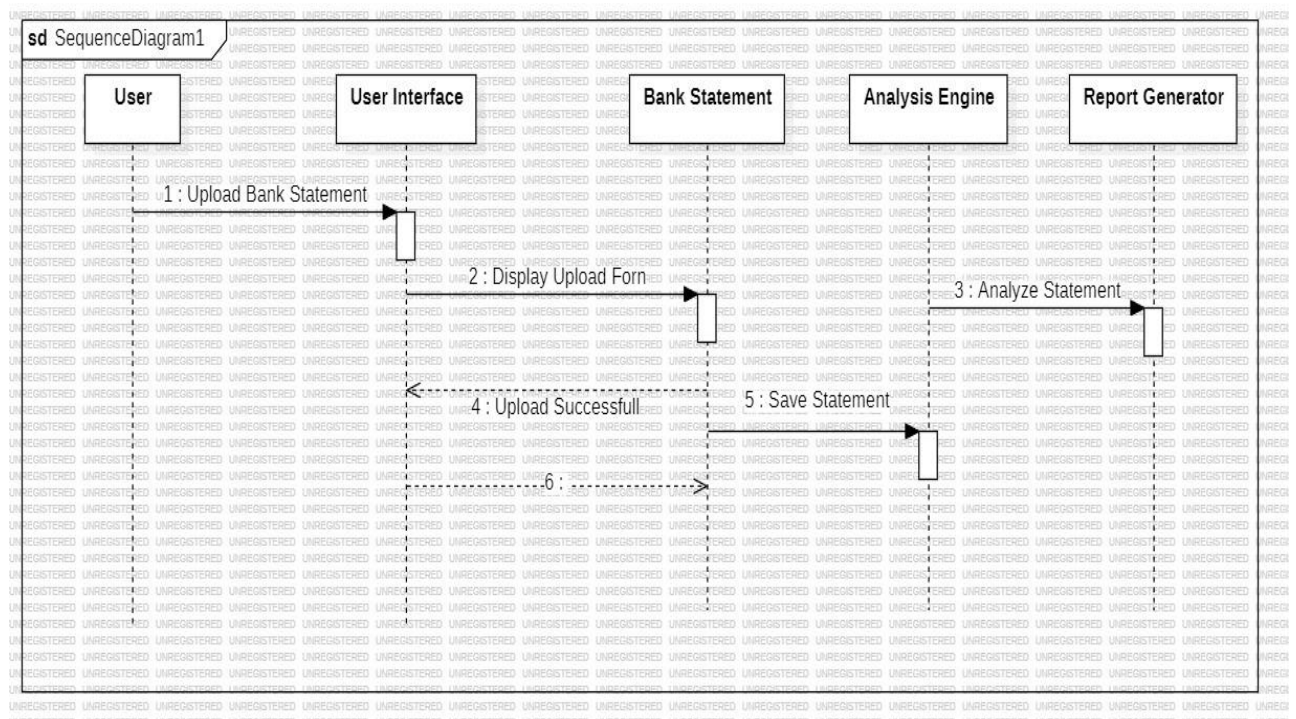 sd SequenceDiagram1
User
User Interface
Bank Statement
Analysis Engine
Report Generator
1 : Upload Bank Statement
2 : Display Upload Forn
3 : Analyze Statement
4 : Upload Successfull
5 : Save Statement
6 :
UNREGISTERED